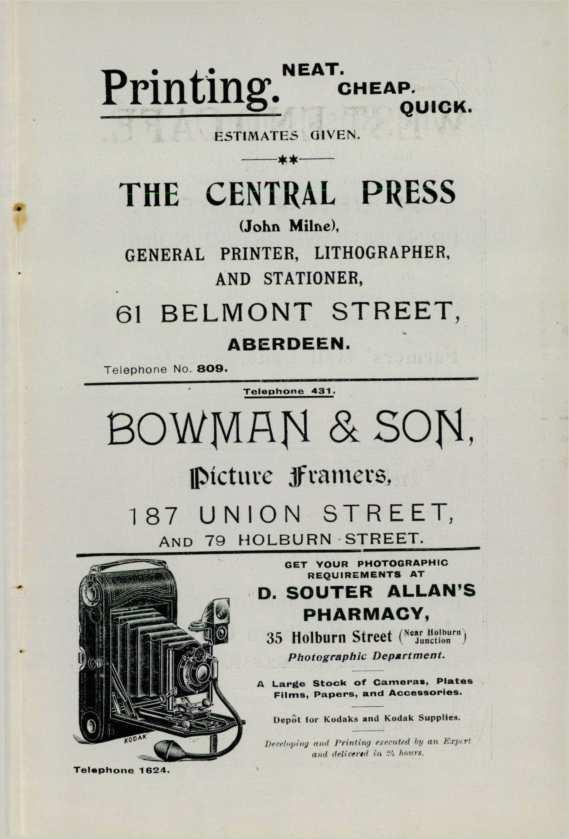 Printing. NEAT.
CHEAP.
QUICK.
ESTIMATES GIVEN.
THE CENTRAL PRESS
(John Milne),
GENERAL PRINTER, LITHOGRAPHER,
AND STATIONER,
61 BELMONT STREET,
ABERDEEN.
Telephone No. 809.
Telephone 431.
BOWMAN & SON,
Picture Framers,
187 UNION STREET,
AND 79 HOLBURN STREET.
GET YOUR PHOTOGRAPHIC
REQUIREMENTS AT
D. SOUTER ALLAN'S
PHARMACY,
35 Holburn Street (Near Holburn Junction)
Photographic Department.
A Large Stock of Cameras, Plates
Films, Papers, and Accessories.
Depôt for Kodaks and Kodak Supplies.
Developing and Printing executed by an Expert
and delivered in 24 hours.
KODAK
Telephone 1624.